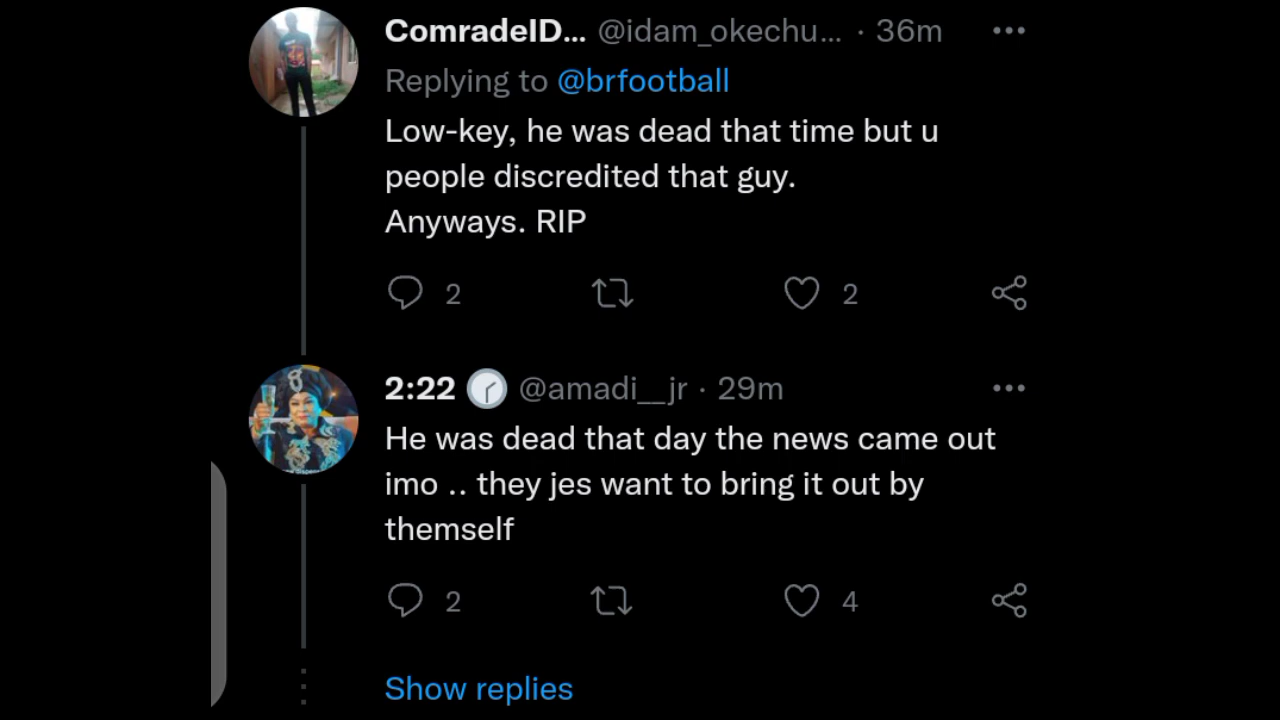 ComradeID... @idam_okechu... · 36m
Replying to @brfootball
Low-key, he was dead that time but u
people discredited that guy.
Anyways. RIP
2 2
2:22 🕝 @amadi__jr · 29m
He was dead that day the news came out
imo .. they jes want to bring it out by
themself
2 4
Show replies